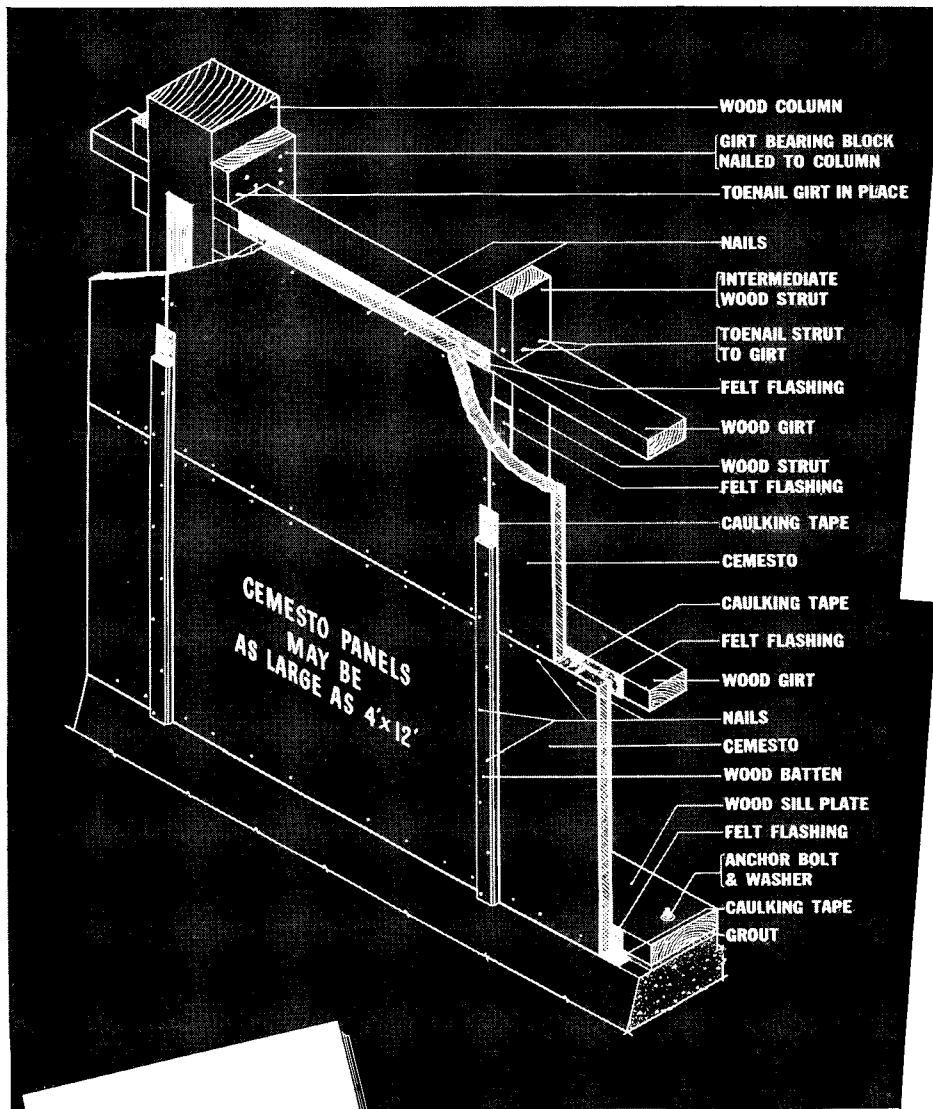 WOOD COLUMN
GIRT BEARING BLOCK
NAILED TO COLUMN
TOENAIL GIRT IN PLACE
NAILS
INTERMEDIATE
WOOD STRUT
TOENAIL STRUT
TO GIRT
FELT FLASHING
WOOD GIRT
WOOD STRUT
FELT FLASHING
CAULKING TAPE
CEMESTO
CAULKING TAPE
FELT FLASHING
WOOD GIRT
NAILS
CEMESTO
WOOD BATTEN
WOOD SILL PLATE
FELT FLASHING
ANCHOR BOLT
& WASHER
CAULKING TAPE
GROUT
CEMESTO PANELS
MAY BE
AS LARGE AS 4'x12'